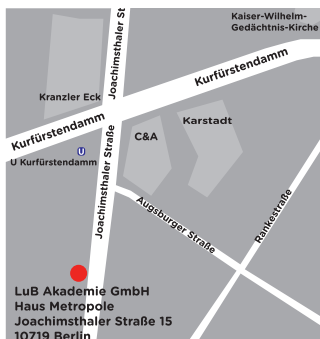 Kaiser-Wilhelm-
Gedächtnis-Kirche
Joachimsthaler St
Kurfürstendamm
Kranzler Eck
Karstadt
C&A
Kurfürstendamm
U
U Kurfürstendamm
Joachimsthaler Straße
Augsburger Straße
Rankestraße
LuB Akademie GmbH
Haus Metropole
Joachimsthaler Straße 15
10719 Berlin